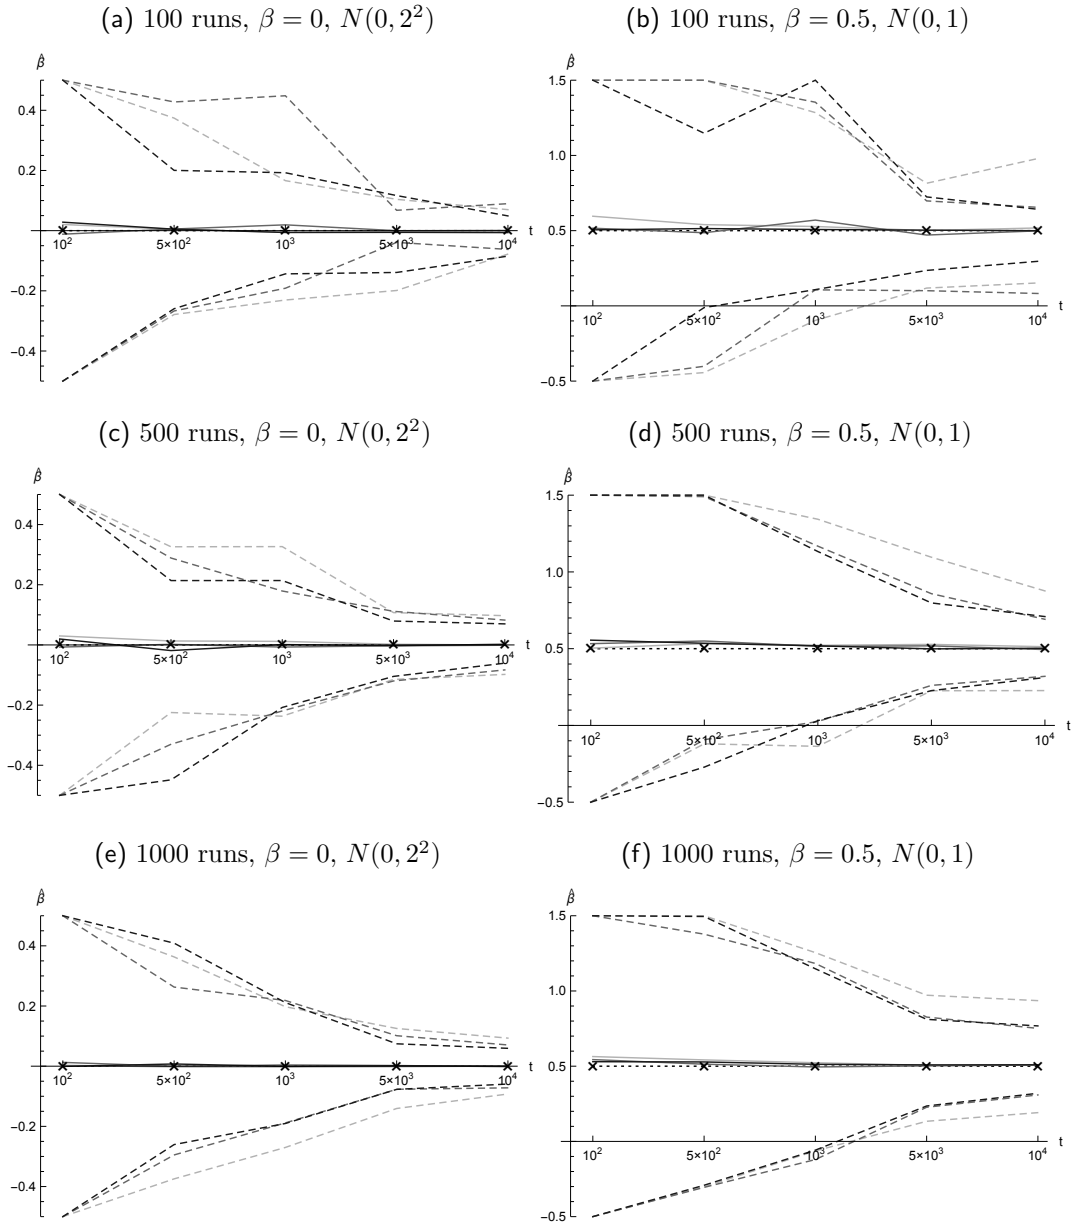 (a) 100 runs, β = 0, N(0, 2²)
β̂
0.4
0.2
10² 5×10² 10³ 5×10³ 10⁴ t
−0.2
−0.4
(b) 100 runs, β = 0.5, N(0, 1)
β̂
1.5
1.0
0.5
10² 5×10² 10³ 5×10³ 10⁴ t
−0.5
(c) 500 runs, β = 0, N(0, 2²)
β̂
0.4
0.2
10² 5×10² 10³ 5×10³ 10⁴ t
−0.2
−0.4
(d) 500 runs, β = 0.5, N(0, 1)
β̂
1.5
1.0
0.5
10² 5×10² 10³ 5×10³ 10⁴ t
−0.5
(e) 1000 runs, β = 0, N(0, 2²)
β̂
0.4
0.2
10² 5×10² 10³ 5×10³ 10⁴ t
−0.2
−0.4
(f) 1000 runs, β = 0.5, N(0, 1)
β̂
1.5
1.0
0.5
10² 5×10² 10³ 5×10³ 10⁴ t
−0.5